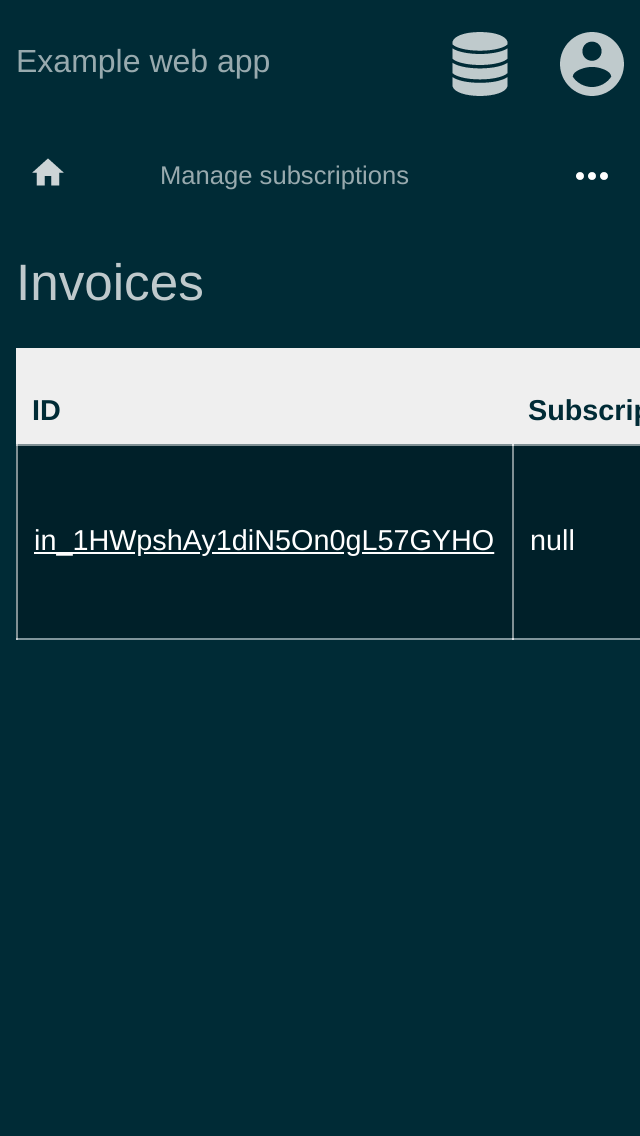 Example web app
Manage subscriptions
Invoices
ID Subscrip
in_1HWpshAy1diN5On0gL57GYHO null